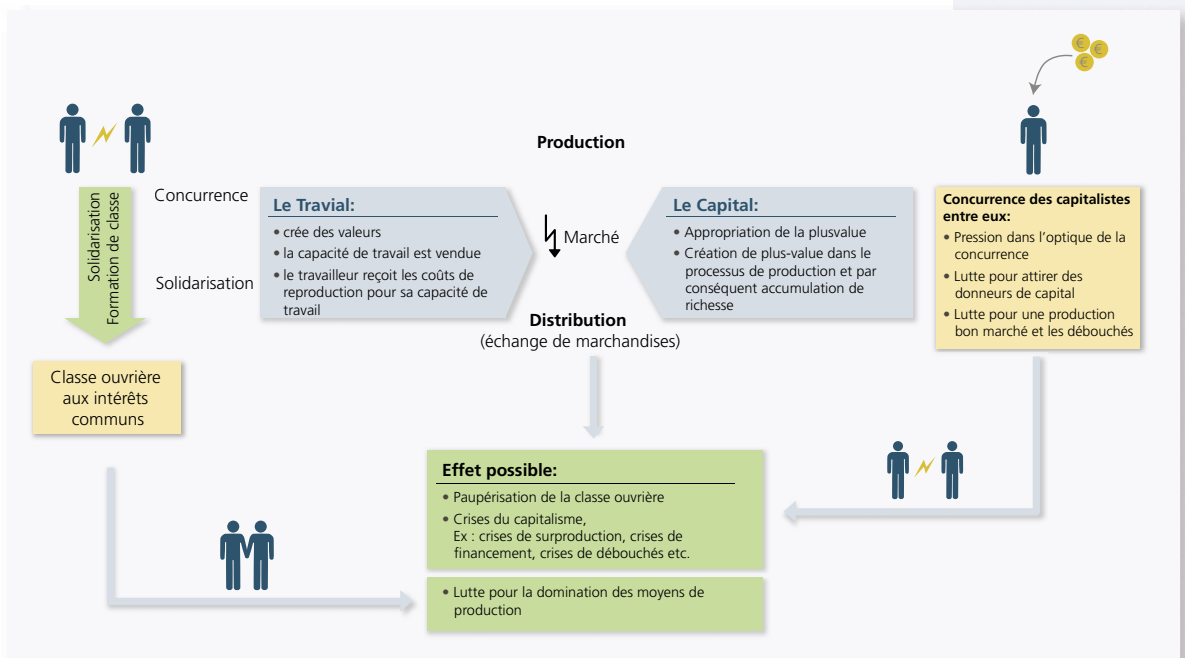 Production
Solidarisation
Formation de classe
Concurrence
Solidarisation
Le Travial:
• crée des valeurs
• la capacité de travail est vendue
• le travailleur reçoit les coûts de
reproduction pour sa capacité de
travail
Marché
Le Capital:
• Appropriation de la plusvalue
• Création de plus-value dans le
processus de production et par
conséquent accumulation de
richesse
Concurrence des capitalistes
entre eux:
• Pression dans l'optique de la
concurrence
• Lutte pour attirer des
donneurs de capital
• Lutte pour une production
bon marché et les débouchés
Distribution
(échange de marchandises)
Classe ouvrière
aux intérêts
communs
Effet possible:
• Paupérisation de la classe ouvrière
• Crises du capitalisme,
Ex : crises de surproduction, crises de
financement, crises de débouchés etc.
• Lutte pour la domination des moyens de
production
€
€
€